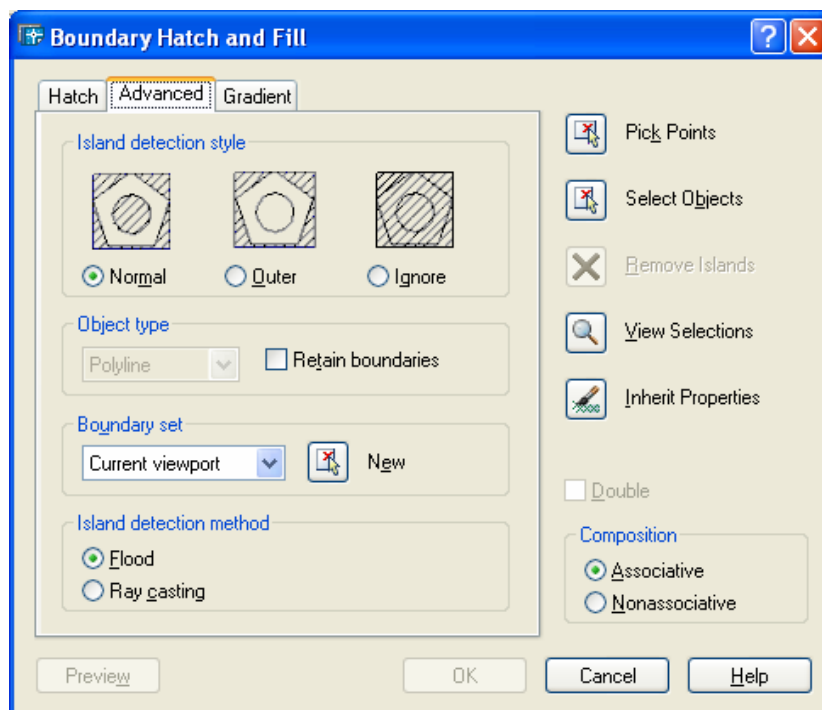 Boundary Hatch and Fill
Hatch Advanced Gradient
Island detection style
Normal Outer Ignore
Object type
Polyline Retain boundaries
Boundary set
Current viewport New
Island detection method
Flood
Ray casting
Pick Points
Select Objects
Remove Islands
View Selections
Inherit Properties
Double
Composition
Associative
Nonassociative
Preview OK Cancel Help